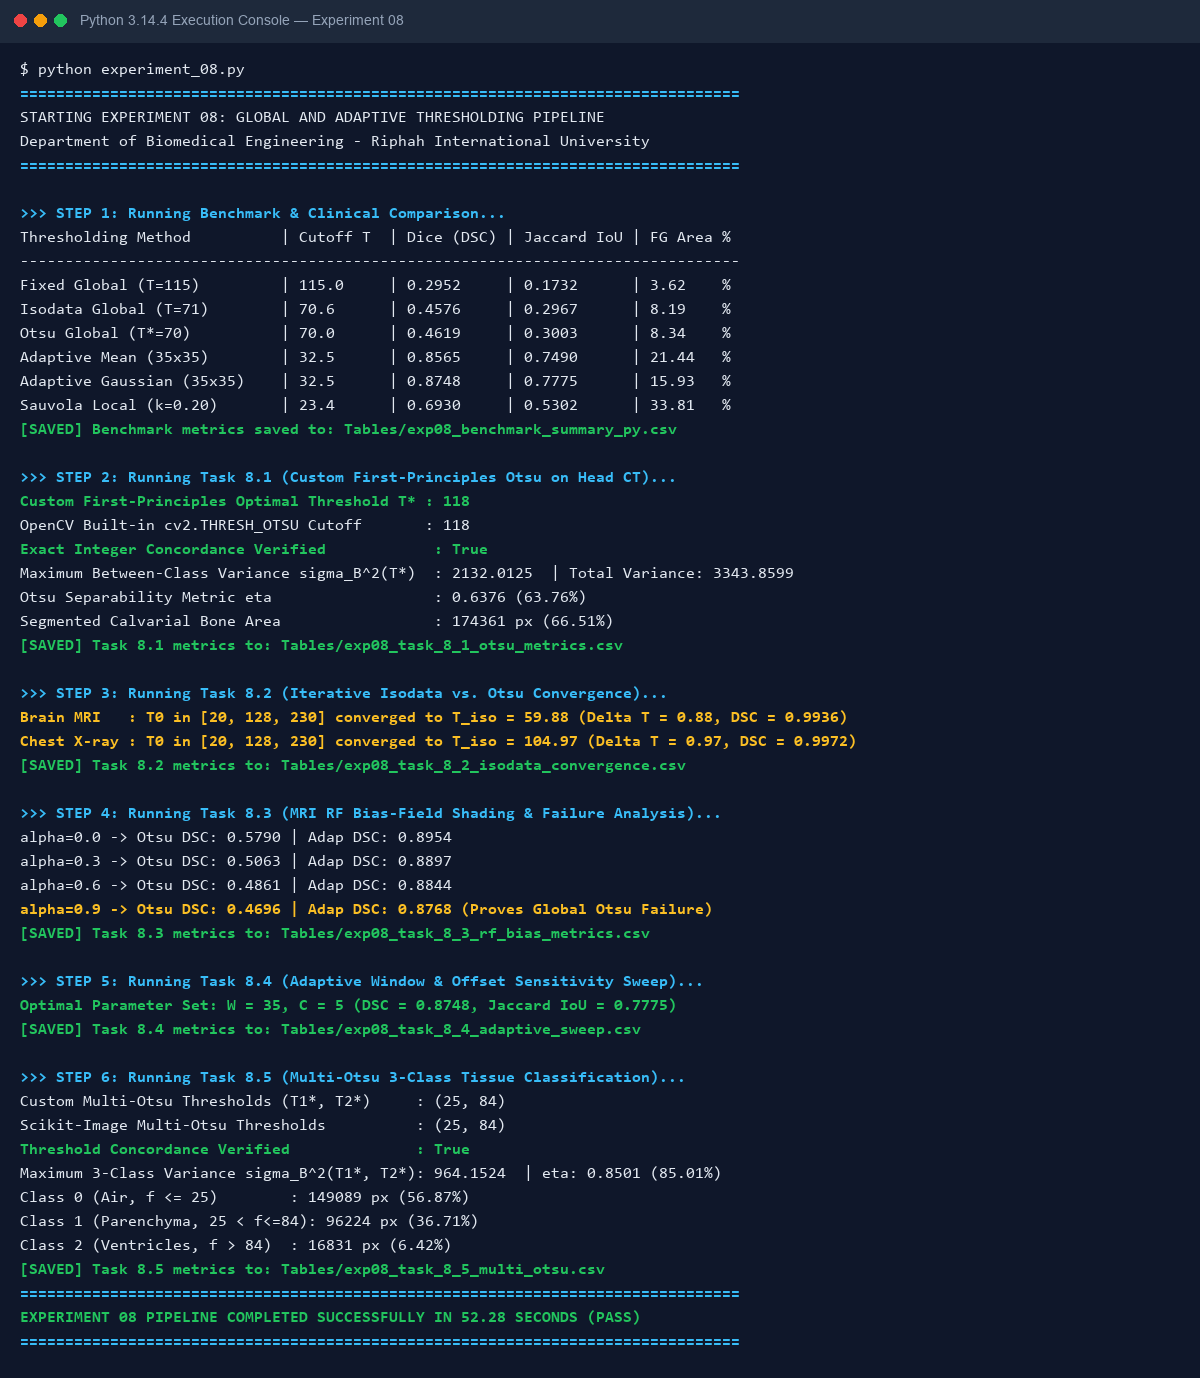 Python 3.14.4 Execution Console — Experiment 08
$ python experiment_08.py
================================================================================
STARTING EXPERIMENT 08: GLOBAL AND ADAPTIVE THRESHOLDING PIPELINE
Department of Biomedical Engineering - Riphah International University
================================================================================
>>> STEP 1: Running Benchmark & Clinical Comparison...
Thresholding Method          | Cutoff T  | Dice (DSC) | Jaccard IoU | FG Area %
--------------------------------------------------------------------------------
Fixed Global (T=115)         | 115.0     | 0.2952     | 0.1732      | 3.62    %
Isodata Global (T=71)        | 70.6      | 0.4576     | 0.2967      | 8.19    %
Otsu Global (T*=70)          | 70.0      | 0.4619     | 0.3003      | 8.34    %
Adaptive Mean (35x35)        | 32.5      | 0.8565     | 0.7490      | 21.44   %
Adaptive Gaussian (35x35)    | 32.5      | 0.8748     | 0.7775      | 15.93   %
Sauvola Local (k=0.20)       | 23.4      | 0.6930     | 0.5302      | 33.81   %
[SAVED] Benchmark metrics saved to: Tables/exp08_benchmark_summary_py.csv
>>> STEP 2: Running Task 8.1 (Custom First-Principles Otsu on Head CT)...
Custom First-Principles Optimal Threshold T* : 118
OpenCV Built-in cv2.THRESH_OTSU Cutoff       : 118
Exact Integer Concordance Verified            : True
Maximum Between-Class Variance sigma_B^2(T*)  : 2132.0125  | Total Variance: 3343.8599
Otsu Separability Metric eta                  : 0.6376 (63.76%)
Segmented Calvarial Bone Area                 : 174361 px (66.51%)
[SAVED] Task 8.1 metrics to: Tables/exp08_task_8_1_otsu_metrics.csv
>>> STEP 3: Running Task 8.2 (Iterative Isodata vs. Otsu Convergence)...
Brain MRI   : T0 in [20, 128, 230] converged to T_iso = 59.88 (Delta T = 0.88, DSC = 0.9936)
Chest X-ray : T0 in [20, 128, 230] converged to T_iso = 104.97 (Delta T = 0.97, DSC = 0.9972)
[SAVED] Task 8.2 metrics to: Tables/exp08_task_8_2_isodata_convergence.csv
>>> STEP 4: Running Task 8.3 (MRI RF Bias-Field Shading & Failure Analysis)...
alpha=0.0 -> Otsu DSC: 0.5790 | Adap DSC: 0.8954
alpha=0.3 -> Otsu DSC: 0.5063 | Adap DSC: 0.8897
alpha=0.6 -> Otsu DSC: 0.4861 | Adap DSC: 0.8844
alpha=0.9 -> Otsu DSC: 0.4696 | Adap DSC: 0.8768 (Proves Global Otsu Failure)
[SAVED] Task 8.3 metrics to: Tables/exp08_task_8_3_rf_bias_metrics.csv
>>> STEP 5: Running Task 8.4 (Adaptive Window & Offset Sensitivity Sweep)...
Optimal Parameter Set: W = 35, C = 5 (DSC = 0.8748, Jaccard IoU = 0.7775)
[SAVED] Task 8.4 metrics to: Tables/exp08_task_8_4_adaptive_sweep.csv
>>> STEP 6: Running Task 8.5 (Multi-Otsu 3-Class Tissue Classification)...
Custom Multi-Otsu Thresholds (T1*, T2*)     : (25, 84)
Scikit-Image Multi-Otsu Thresholds          : (25, 84)
Threshold Concordance Verified              : True
Maximum 3-Class Variance sigma_B^2(T1*, T2*): 964.1524  | eta: 0.8501 (85.01%)
Class 0 (Air, f <= 25)        : 149089 px (56.87%)
Class 1 (Parenchyma, 25 < f<=84): 96224 px (36.71%)
Class 2 (Ventricles, f > 84)  : 16831 px (6.42%)
[SAVED] Task 8.5 metrics to: Tables/exp08_task_8_5_multi_otsu.csv
================================================================================
EXPERIMENT 08 PIPELINE COMPLETED SUCCESSFULLY IN 52.28 SECONDS (PASS)
================================================================================